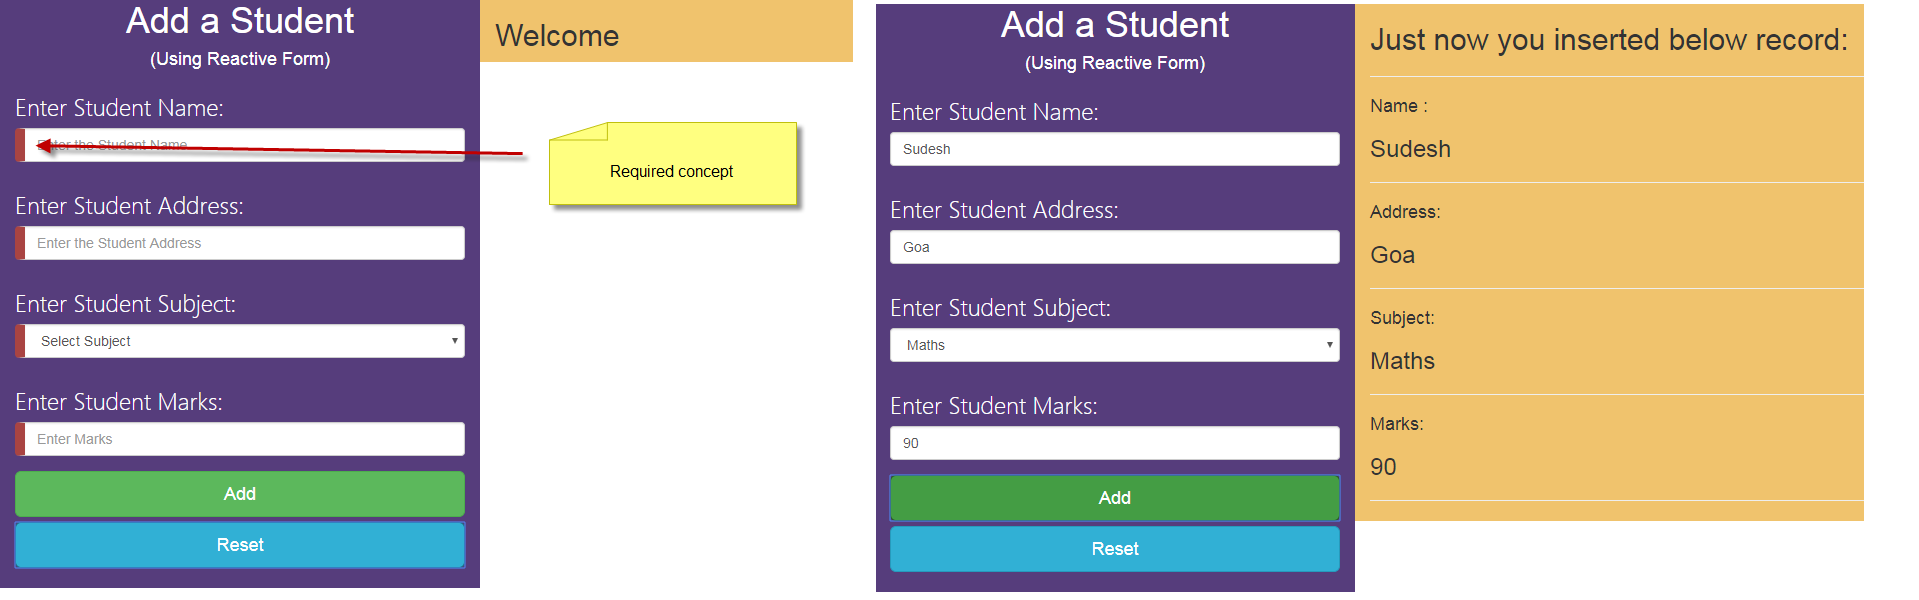 Add a Student
(Using Reactive Form)
Enter Student Name:
Enter the Student Name
Enter Student Address:
Enter the Student Address
Enter Student Subject:
Select Subject
Enter Student Marks:
Enter Marks
Add
Reset
Welcome
Required concept
Add a Student
(Using Reactive Form)
Enter Student Name:
Sudesh
Enter Student Address:
Goa
Enter Student Subject:
Maths
Enter Student Marks:
90
Add
Reset
Just now you inserted below record:
Name :
Sudesh
Address:
Goa
Subject:
Maths
Marks:
90